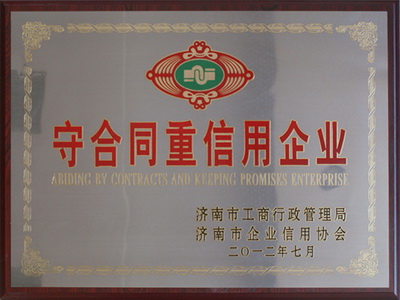 守合同重信用企业
ABIDING BY CONTRACTS AND KEEPING PROMISES ENTERPRISE
济南市工商行政管理局
济南市企业信用协会
二〇一二年七月